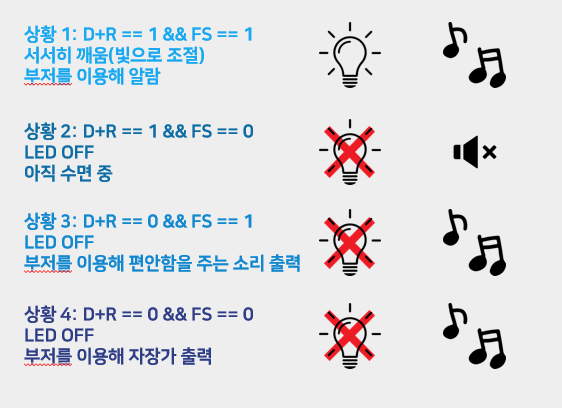 상황 1: D+R == 1 && FS == 1
서서히 깨움(빛으로 조절)
부저를 이용해 알람
상황 2: D+R == 1 && FS == 0
LED OFF
아직 수면 중
상황 3: D+R == 0 && FS == 1
LED OFF
부저를 이용해 편안함을 주는 소리 출력
상황 4: D+R == 0 && FS == 0
LED OFF
부저를 이용해 자장가 출력